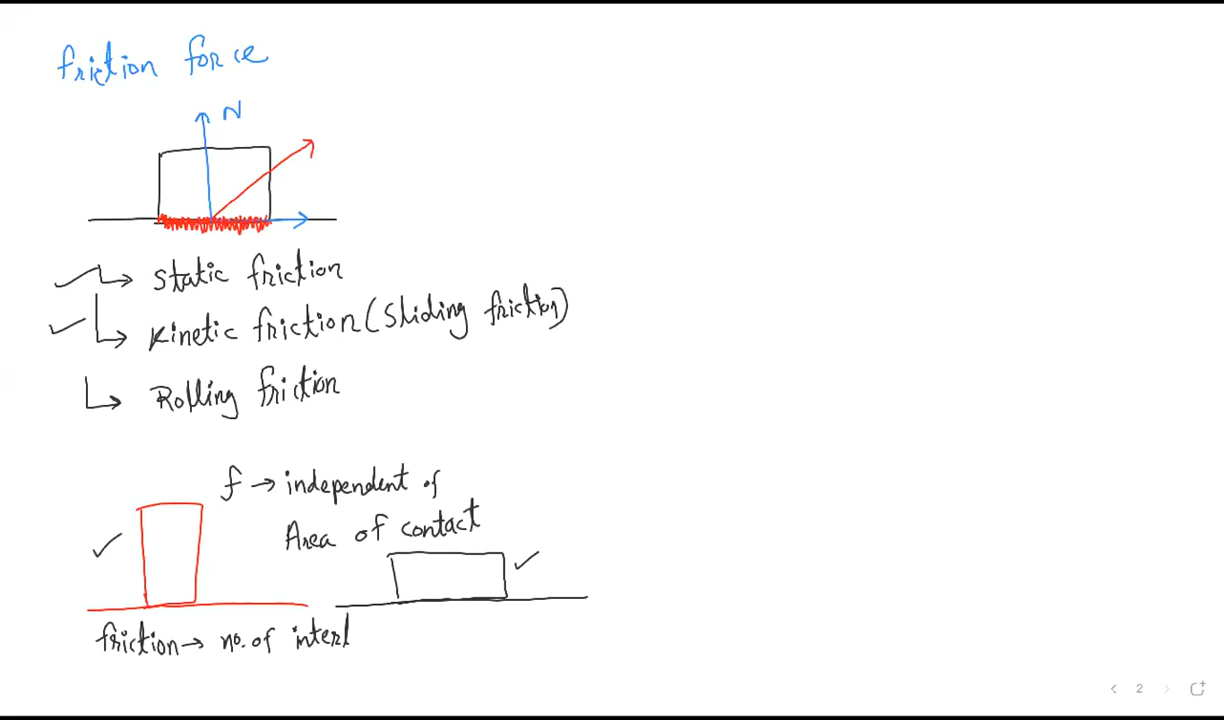 friction force
N
Static friction
Kinetic friction (Sliding friction)
Rolling friction
f → independent of
Area of contact
friction → no. of interl
2